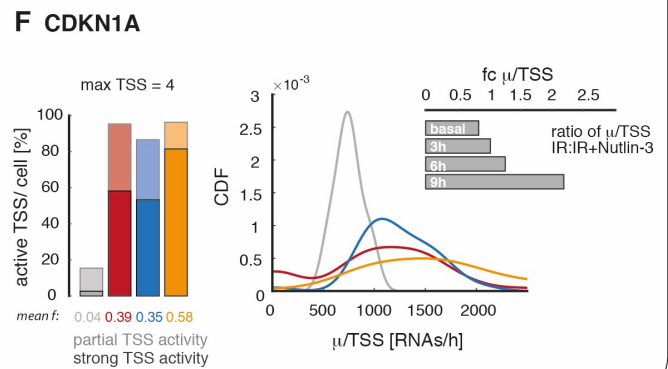 F CDKN1A
max TSS = 4
active TSS/ cell [%]
100
80
60
40
20
0
mean f: 0.04 0.39 0.35 0.58
partial TSS activity
strong TSS activity
×10⁻³
CDF
3
2.5
2
1.5
1
0.5
0
0 500 1000 1500 2000
μ/TSS [RNAs/h]
fc μ/TSS
0 0.5 1 1.5 2 2.5
basal
3h
6h
9h
ratio of μ/TSS
IR:IR+Nutlin-3